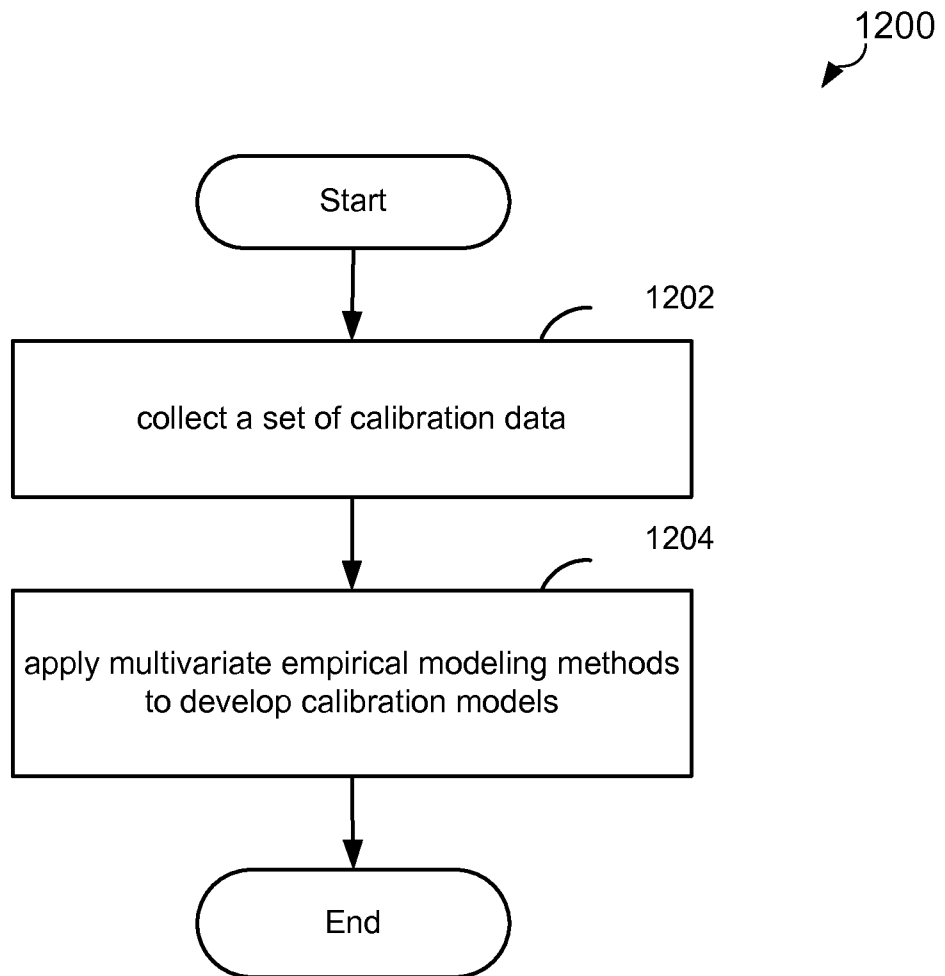 1200
Start
1202
collect a set of calibration data
1204
apply multivariate empirical modeling methods
to develop calibration models
End